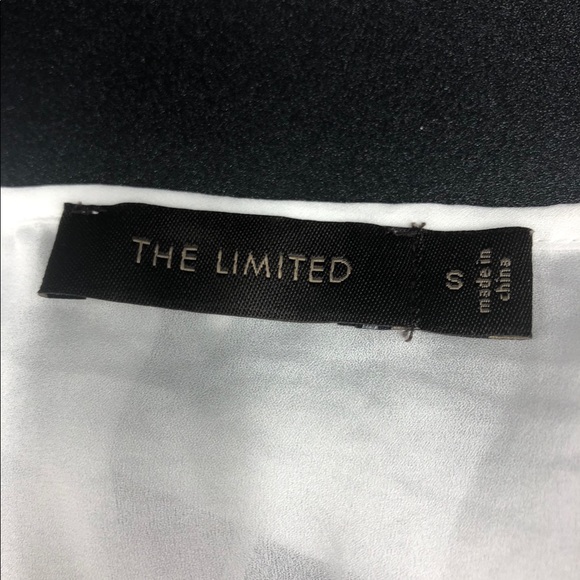 THE LIMITED
S
made in
china